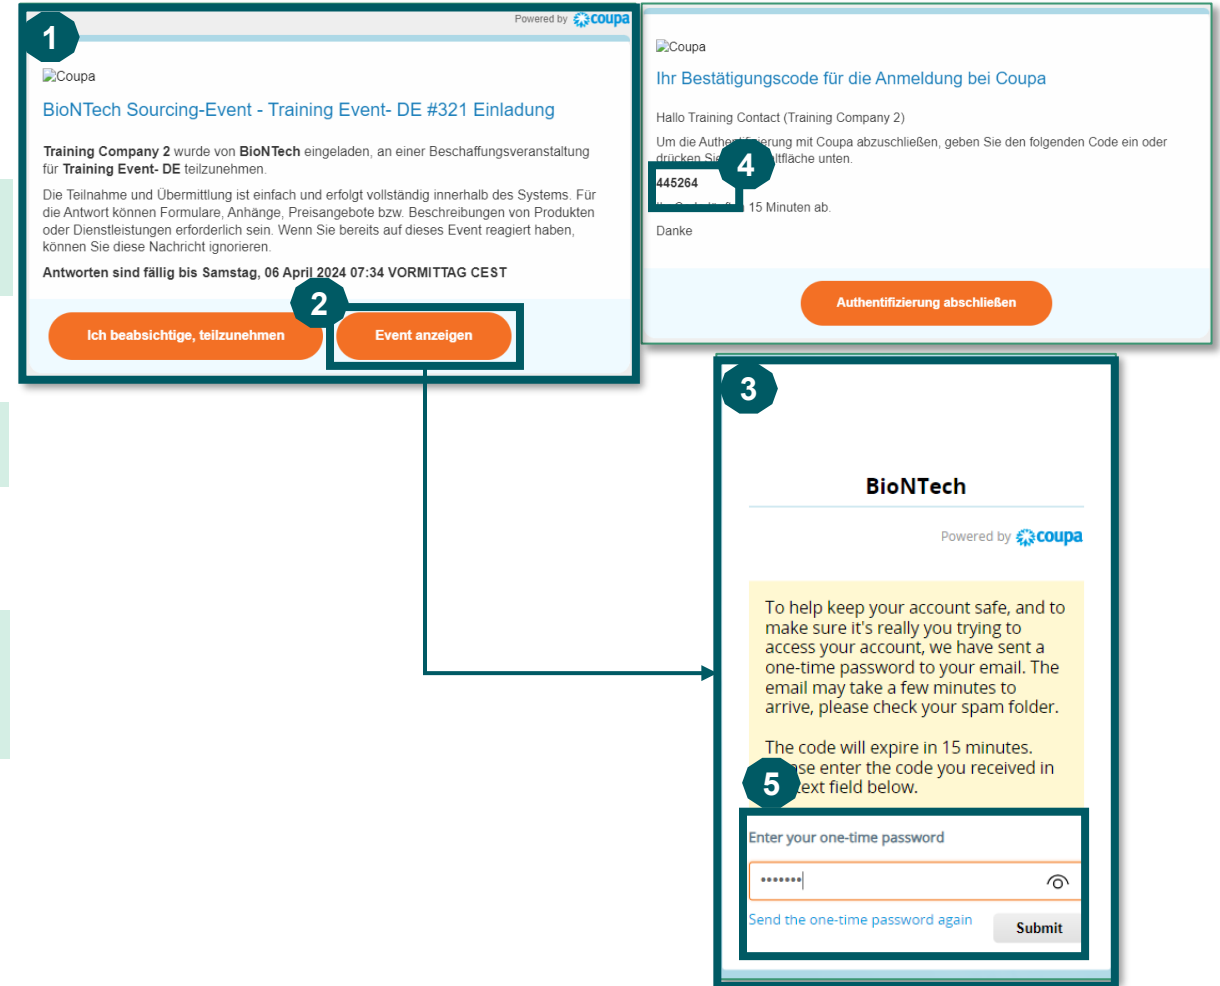 1
Powered by coupa
Coupa
BioNTech Sourcing-Event - Training Event- DE #321 Einladung
Training Company 2 wurde von BioNTech eingeladen, an einer Beschaffungsveranstaltung
für Training Event- DE teilzunehmen.
Die Teilnahme und Übermittlung ist einfach und erfolgt vollständig innerhalb des Systems. Für
die Antwort können Formulare, Anhänge, Preisangebote bzw. Beschreibungen von Produkten
oder Dienstleistungen erforderlich sein. Wenn Sie bereits auf dieses Event reagiert haben,
können Sie diese Nachricht ignorieren.
Antworten sind fällig bis Samstag, 06 April 2024 07:34 VORMITTAG CEST
2
Ich beabsichtige, teilzunehmen
Event anzeigen
Coupa
Ihr Bestätigungscode für die Anmeldung bei Coupa
Hallo Training Contact (Training Company 2)
Um die Authentifizierung mit Coupa abzuschließen, geben Sie den folgenden Code ein oder
drücken Sie unten.
4
445264
15 Minuten ab.
Danke
Authentifizierung abschließen
3
BioNTech
Powered by coupa
To help keep your account safe, and to
make sure it's really you trying to
access your account, we have sent a
one-time password to your email. The
email may take a few minutes to
arrive, please check your spam folder.
The code will expire in 15 minutes.
enter the code you received in
text field below.
5
Enter your one-time password
•••••••
Send the one-time password again
Submit